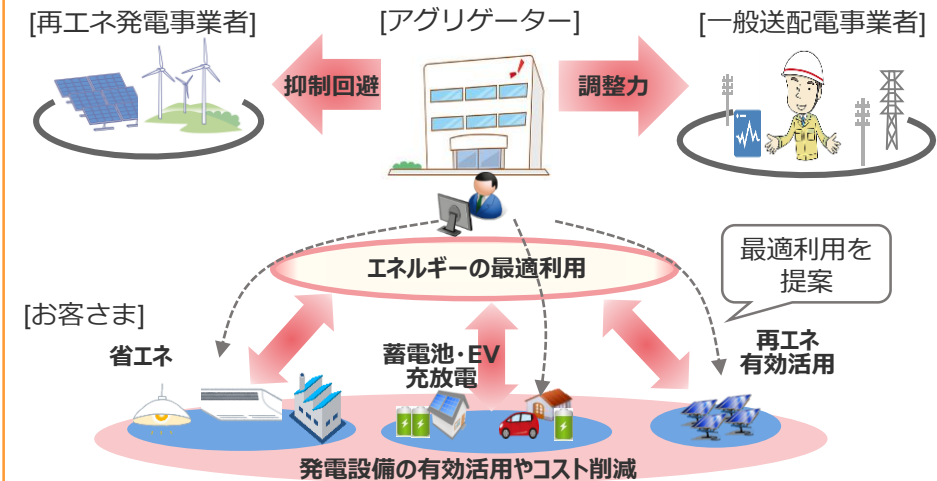 [再エネ発電事業者]
[アグリゲーター]
[一般送配電事業者]
抑制回避
調整力
エネルギーの最適利用
最適利用を
提案
[お客さま]
省エネ
蓄電池・EV
充放電
再エネ
有効活用
発電設備の有効活用やコスト削減